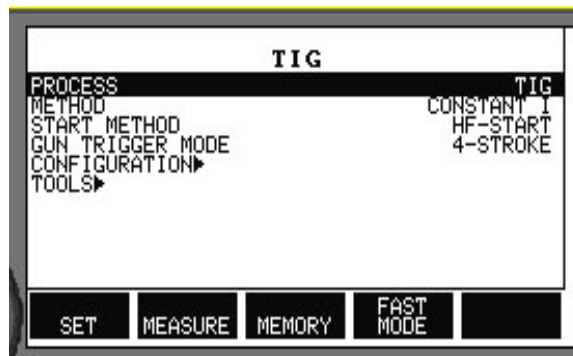 TIG
PROCESS TIG
METHOD CONSTANT I
START METHOD HF-START
GUN TRIGGER MODE 4-STROKE
CONFIGURATION▶
TOOLS▶
SET MEASURE MEMORY FAST MODE